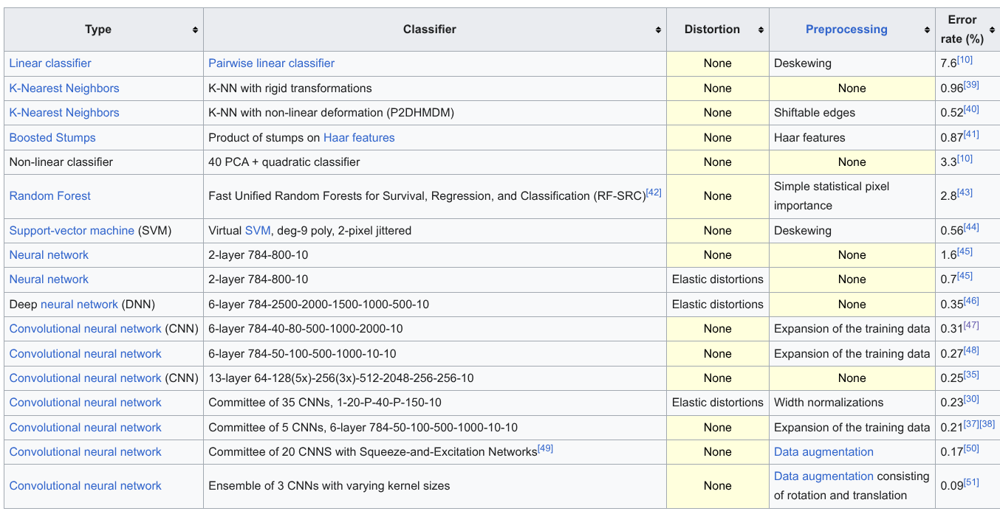 Type Classifier Distortion Preprocessing Error rate (%)
Linear classifier Pairwise linear classifier None Deskewing 7.6[10]
K-Nearest Neighbors K-NN with rigid transformations None None 0.96[39]
K-Nearest Neighbors K-NN with non-linear deformation (P2DHMDM) None Shiftable edges 0.52[40]
Boosted Stumps Product of stumps on Haar features None Haar features 0.87[41]
Non-linear classifier 40 PCA + quadratic classifier None None 3.3[10]
Random Forest Fast Unified Random Forests for Survival, Regression, and Classification (RF-SRC)[42] None Simple statistical pixel importance 2.8[43]
Support-vector machine (SVM) Virtual SVM, deg-9 poly, 2-pixel jittered None Deskewing 0.56[44]
Neural network 2-layer 784-800-10 None None 1.6[45]
Neural network 2-layer 784-800-10 Elastic distortions None 0.7[45]
Deep neural network (DNN) 6-layer 784-2500-2000-1500-1000-500-10 Elastic distortions None 0.35[46]
Convolutional neural network (CNN) 6-layer 784-40-80-500-1000-2000-10 None Expansion of the training data 0.31[47]
Convolutional neural network 6-layer 784-50-100-500-1000-10-10 None Expansion of the training data 0.27[48]
Convolutional neural network (CNN) 13-layer 64-128(5x)-256(3x)-512-2048-256-256-10 None None 0.25[35]
Convolutional neural network Committee of 35 CNNs, 1-20-P-40-P-150-10 Elastic distortions Width normalizations 0.23[30]
Convolutional neural network Committee of 5 CNNs, 6-layer 784-50-100-500-1000-10-10 None Expansion of the training data 0.21[37][38]
Convolutional neural network Committee of 20 CNNS with Squeeze-and-Excitation Networks[49] None Data augmentation 0.17[50]
Convolutional neural network Ensemble of 3 CNNs with varying kernel sizes None Data augmentation consisting of rotation and translation 0.09[51]